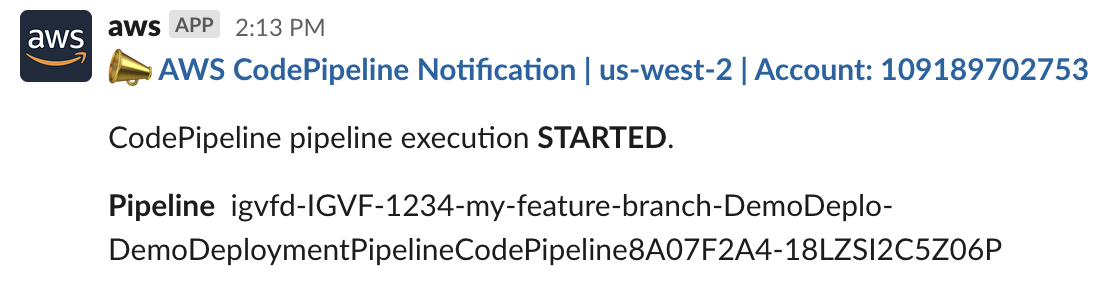 aws
aws APP 2:13 PM
AWS CodePipeline Notification | us-west-2 | Account: 109189702753
CodePipeline pipeline execution STARTED.
Pipeline igvfd-IGVF-1234-my-feature-branch-DemoDeplo-
DemoDeploymentPipelineCodePipeline8A07F2A4-18LZSI2C5Z06P